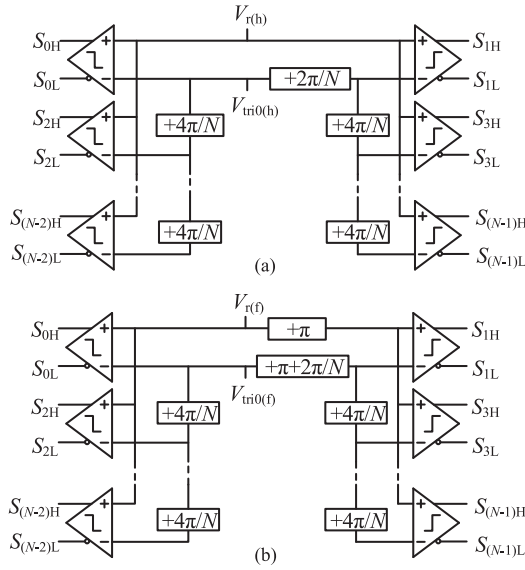 V_r(h)
S_0H + + S_1H
S_0L − +2π/N − S_1L
V_tri0(h)
S_2H + +4π/N +4π/N + S_3H
S_2L − − S_3L
S_(N-2)H + +4π/N +4π/N + S_(N-1)H
S_(N-2)L − − S_(N-1)L
(a)
V_r(f)
S_0H + +π + S_1H
S_0L − +π+2π/N − S_1L
V_tri0(f)
S_2H + +4π/N +4π/N + S_3H
S_2L − − S_3L
S_(N-2)H + +4π/N +4π/N + S_(N-1)H
S_(N-2)L − − S_(N-1)L
(b)